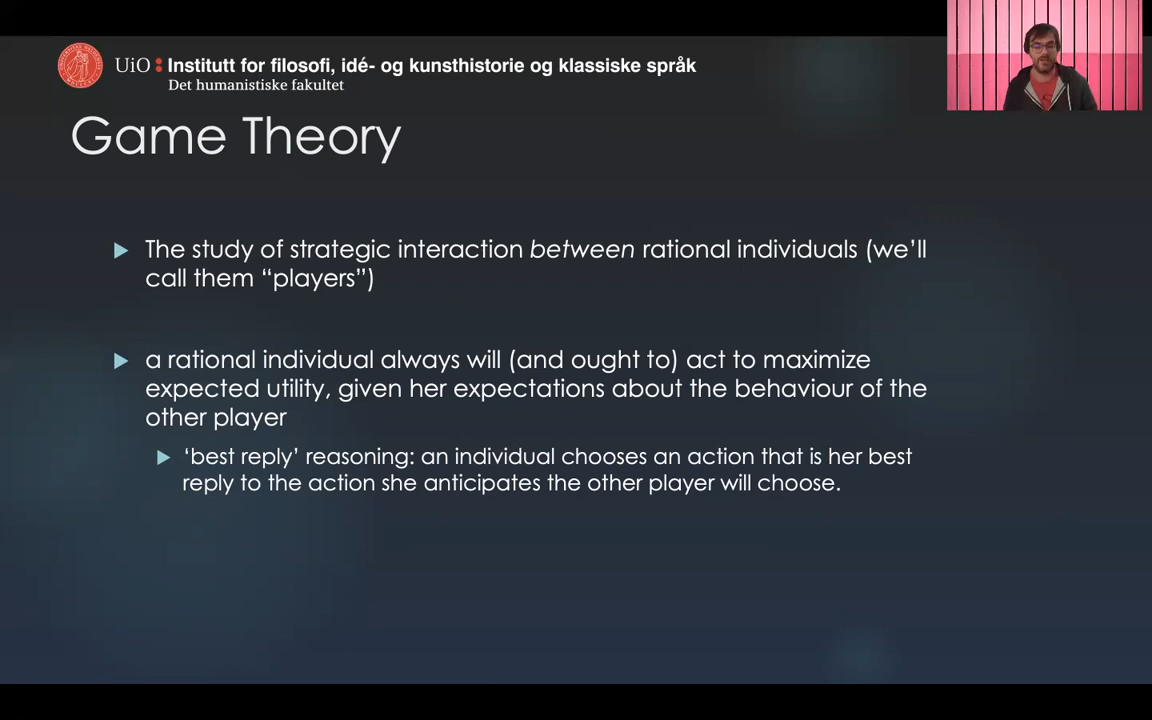 UiO : Institutt for filosofi, idé- og kunsthistorie og klassiske språk
Det humanistiske fakultet
Game Theory
The study of strategic interaction between rational individuals (we’ll
call them “players”)
a rational individual always will (and ought to) act to maximize
expected utility, given her expectations about the behaviour of the
other player
‘best reply’ reasoning: an individual chooses an action that is her best
reply to the action she anticipates the other player will choose.